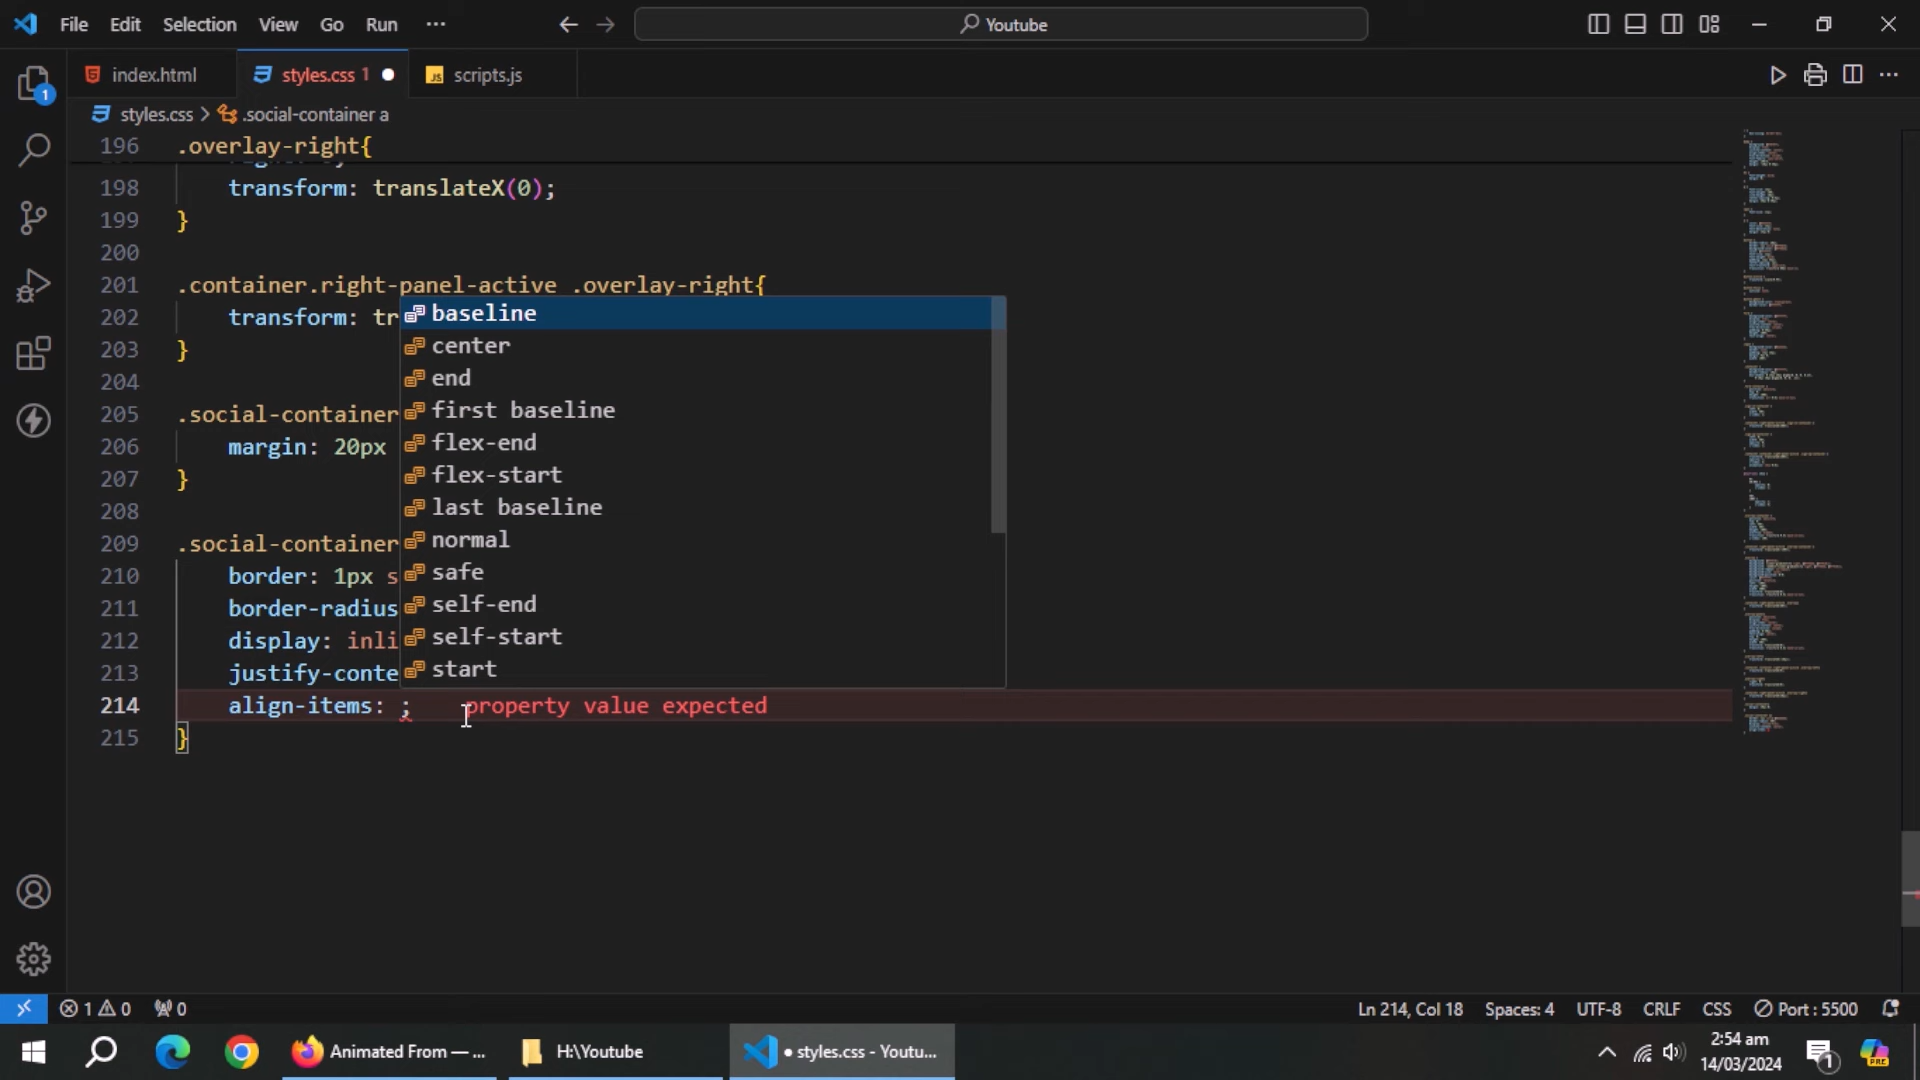 File Edit Selection View Go Run ··· Youtube
index.html styles.css 1 scripts.js
styles.css > .social-container a
196 .overlay-right{
198 transform: translateX(0);
199 }
200
201 .container.right-panel-active .overlay-right{
202 transform: tr
203 }
204
205 .social-container
206 margin: 20px
207 }
208
209 .social-container
210 border: 1px s
211 border-radius
212 display: inli
213 justify-conte
214 align-items: ; property value expected
215 }
baseline
center
end
first baseline
flex-end
flex-start
last baseline
normal
safe
self-end
self-start
start
1
1 0 0 Ln 214, Col 18 Spaces: 4 UTF-8 CRLF CSS Port : 5500
Animated From — ... H:\Youtube ● styles.css - Youtu... 2:54 am
14/03/2024
1
PRE